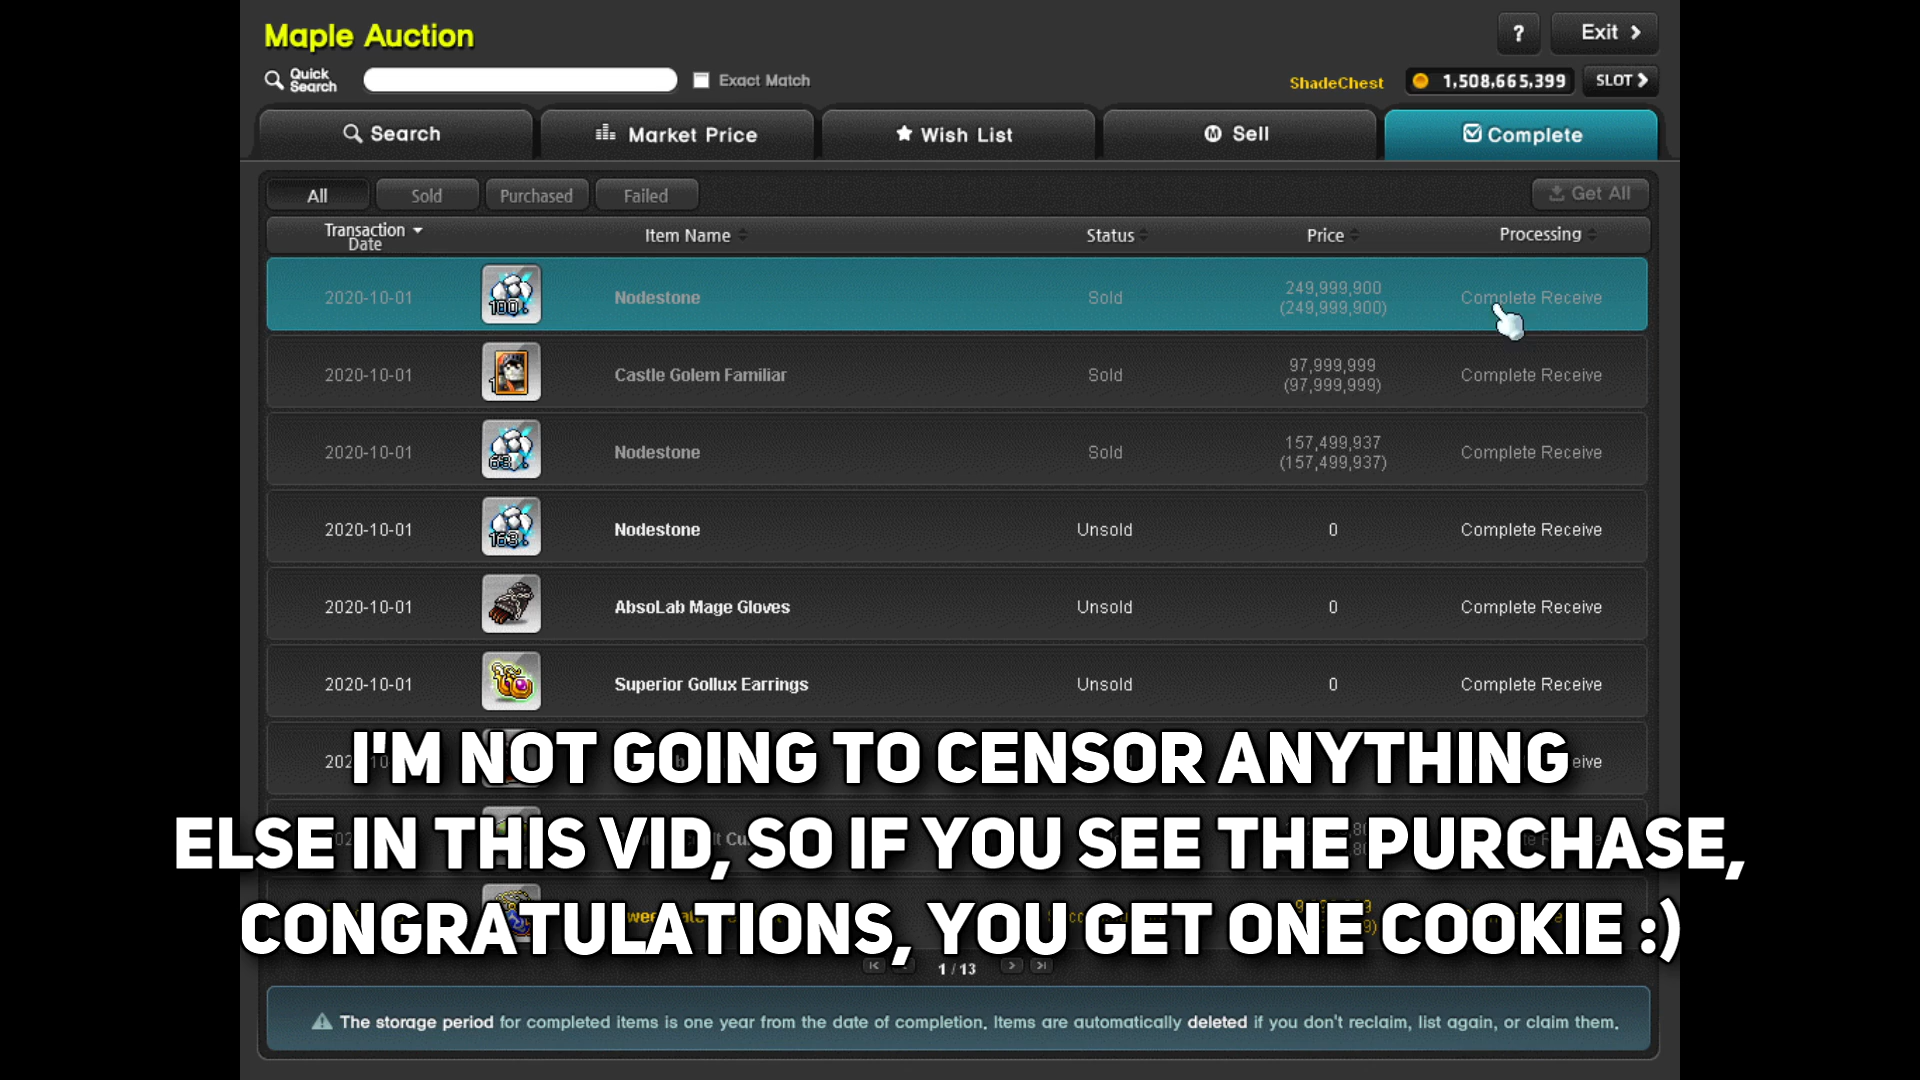 Maple Auction
? Exit
Quick Search Exact Match ShadeChest 1,508,665,399 SLOT
Search Market Price Wish List Sell Complete
All Sold Purchased Failed Get All
Transaction Date Item Name Status Price Processing
2020-10-01 180 Nodestone Sold 249,999,900 (249,999,900) Complete Receive
2020-10-01 1 Castle Golem Familiar Sold 97,999,999 (97,999,999) Complete Receive
2020-10-01 63 Nodestone Sold 157,499,937 (157,499,937) Complete Receive
2020-10-01 163 Nodestone Unsold 0 Complete Receive
2020-10-01 AbsoLab Mage Gloves Unsold 0 Complete Receive
2020-10-01 Superior Gollux Earrings Unsold 0 Complete Receive
I'M NOT GOING TO CENSOR ANYTHING
ELSE IN THIS VID, SO IF YOU SEE THE PURCHASE,
CONGRATULATIONS, YOU GET ONE COOKIE :)
1 / 13
The storage period for completed items is one year from the date of completion. Items are automatically deleted if you don't reclaim, list again, or claim them.